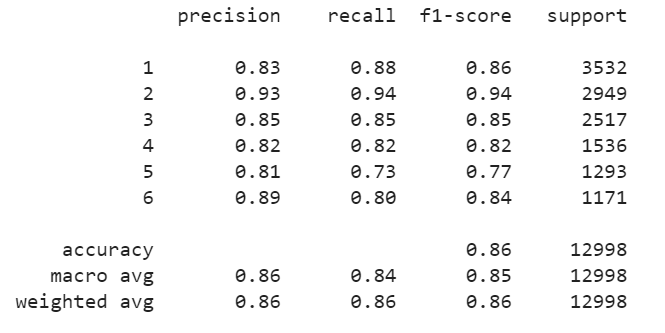 precision recall f1-score support
1 0.83 0.88 0.86 3532
2 0.93 0.94 0.94 2949
3 0.85 0.85 0.85 2517
4 0.82 0.82 0.82 1536
5 0.81 0.73 0.77 1293
6 0.89 0.80 0.84 1171
accuracy 0.86 12998
macro avg 0.86 0.84 0.85 12998
weighted avg 0.86 0.86 0.86 12998